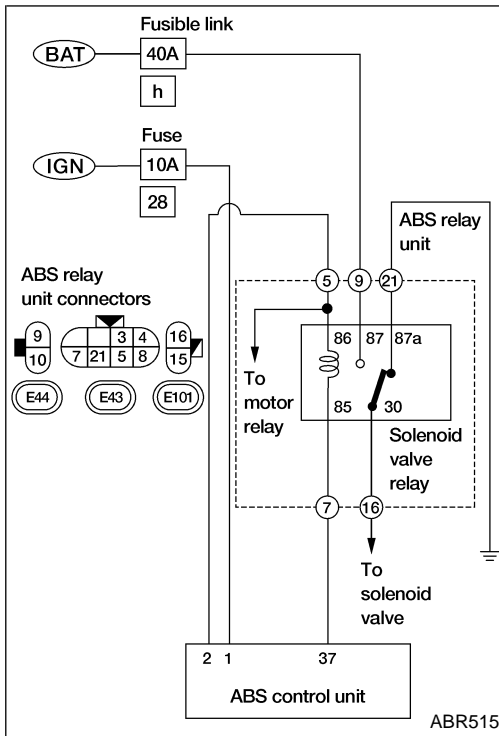 Fusible link
BAT
40A
h
Fuse
IGN
10A
28
ABS relay
unit
ABS relay
unit connectors
5 9 21
9
10
3 4
7 21 5 8
16
15
E44 E43 E101
86 87 87a
To
motor
relay
85 30
Solenoid
valve
relay
7 16
To
solenoid
valve
2 1 37
ABS control unit
ABR515